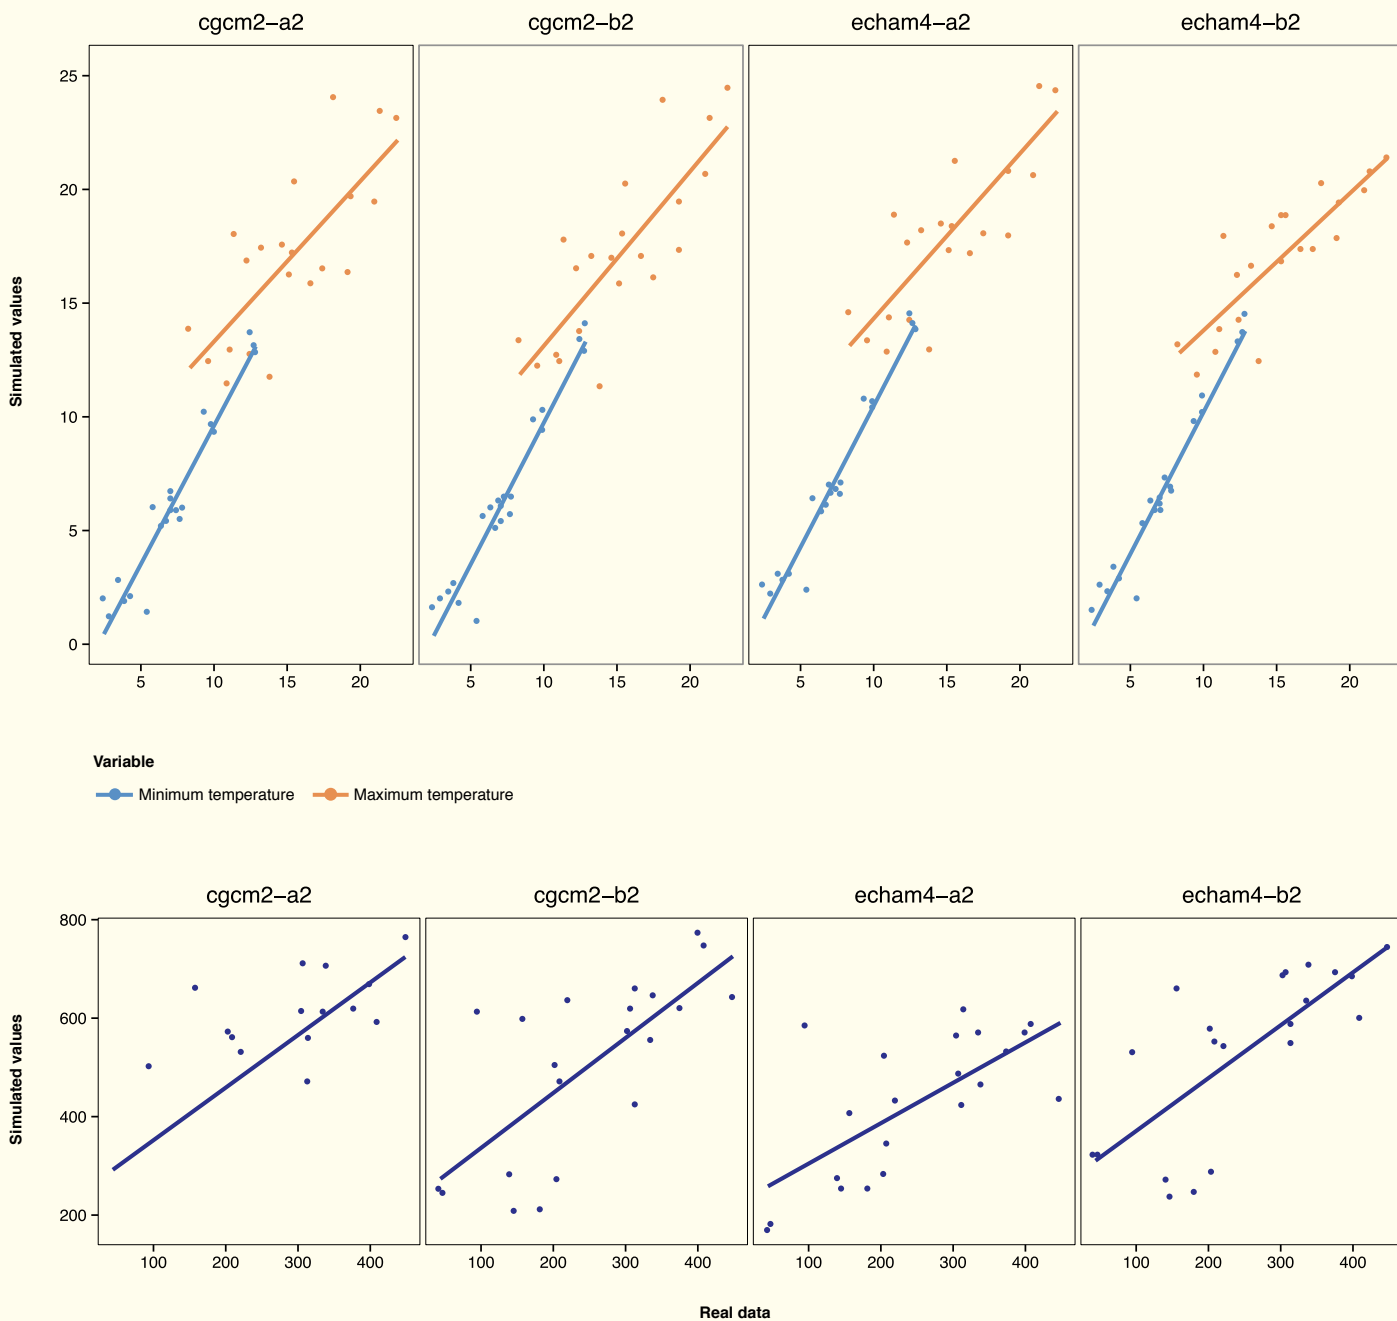 cgcm2–a2 cgcm2–b2 echam4–a2 echam4–b2
25
20
15
10
5
0
Simulated values
5 10 15 20 5 10 15 20 5 10 15 20 5 10 15 20
Variable
Minimum temperature Maximum temperature
cgcm2–a2 cgcm2–b2 echam4–a2 echam4–b2
800
600
400
200
Simulated values
100 200 300 400 100 200 300 400 100 200 300 400 100 200 300 400
Real data